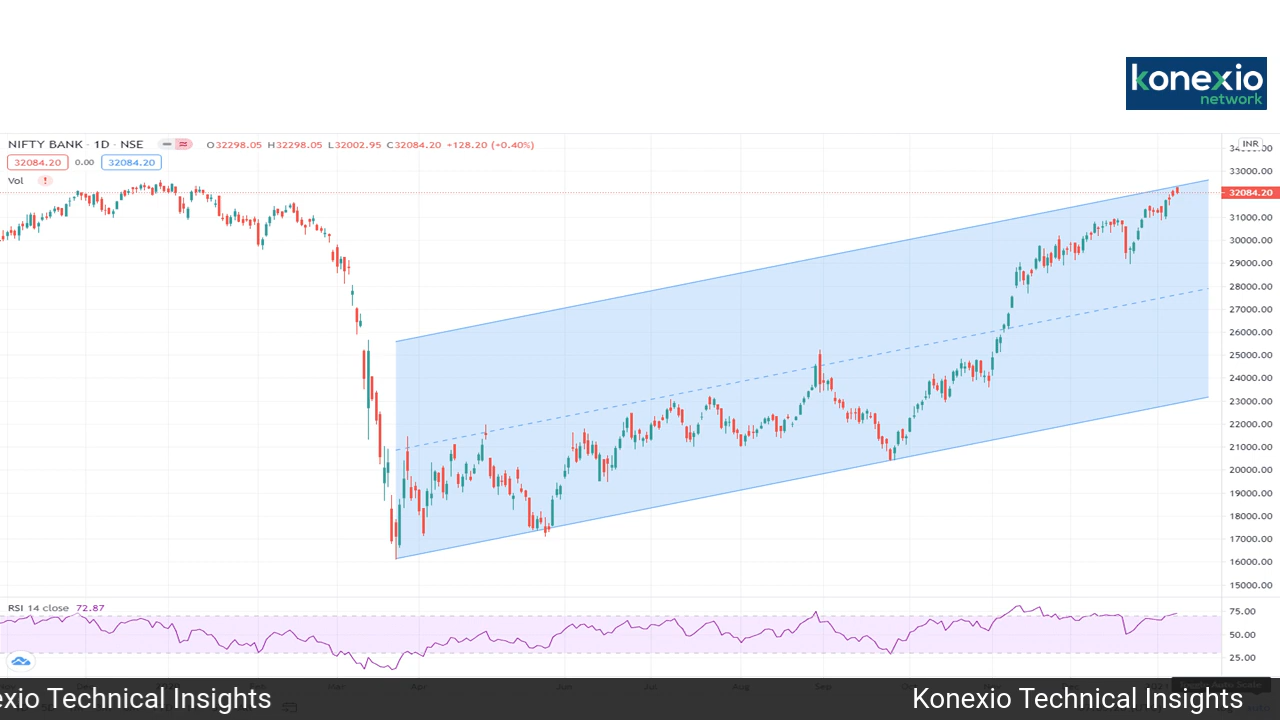 konexio
network
NIFTY BANK · 1D · NSE O32298.05 H32298.05 L32002.95 C32084.20 +128.20 (+0.40%)
INR
32084.20 0.00 32084.20
Vol
33000.00
32084.20
31000.00
30000.00
29000.00
28000.00
27000.00
26000.00
25000.00
24000.00
23000.00
22000.00
21000.00
20000.00
19000.00
18000.00
17000.00
16000.00
15000.00
RSI 14 close 72.87
75.00
50.00
25.00
Mar Apr Jun Jul Aug Sep
exio Technical Insights
Konexio Technical Insights